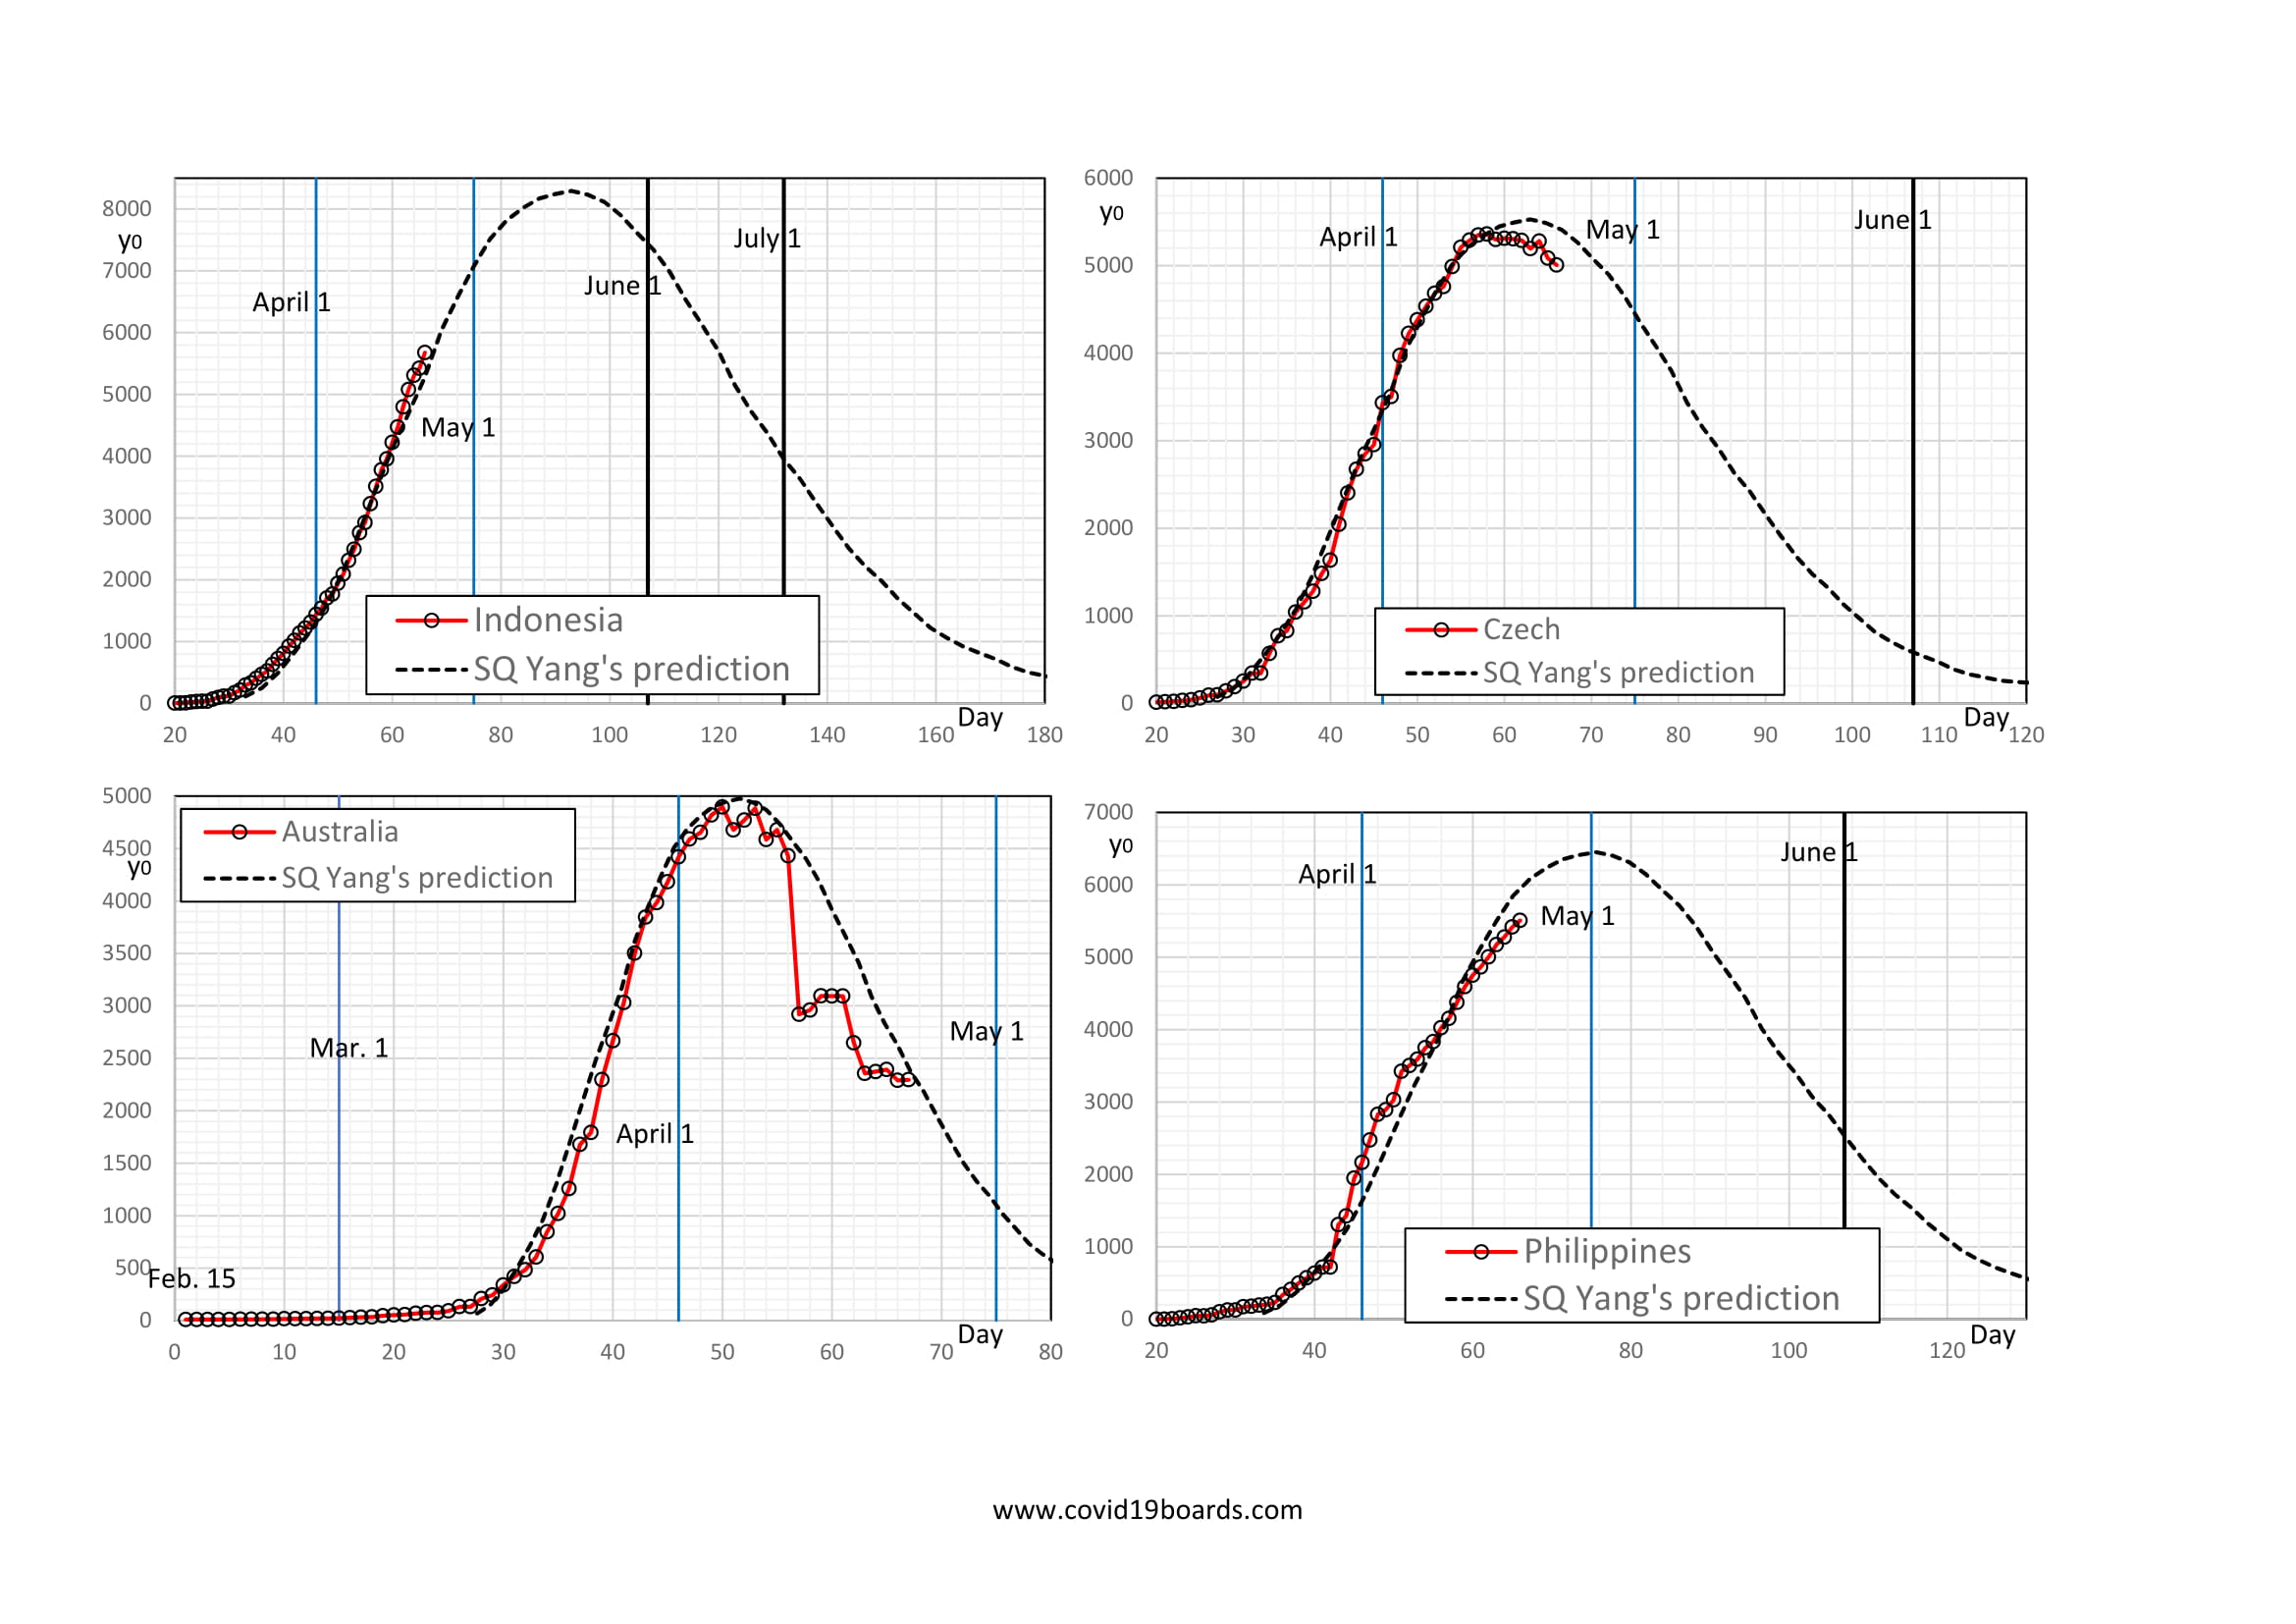 8000
y0
7000
6000
5000
4000
3000
2000
1000
0
April 1
May 1
June 1
July 1
Indonesia
SQ Yang's prediction
Day
20 40 60 80 100 120 140 160 180
6000
y0
5000
4000
3000
2000
1000
0
April 1
May 1
June 1
Czech
SQ Yang's prediction
Day
20 30 40 50 60 70 80 90 100 110 120
5000
4500
y0
4000
3500
3000
2500
2000
1500
1000
500
0
Australia
SQ Yang's prediction
Feb. 15
Mar. 1
April 1
May 1
Day
0 10 20 30 40 50 60 70 80
7000
y0
6000
5000
4000
3000
2000
1000
0
April 1
May 1
June 1
Philippines
SQ Yang's prediction
Day
20 40 60 80 100 120
www.covid19boards.com